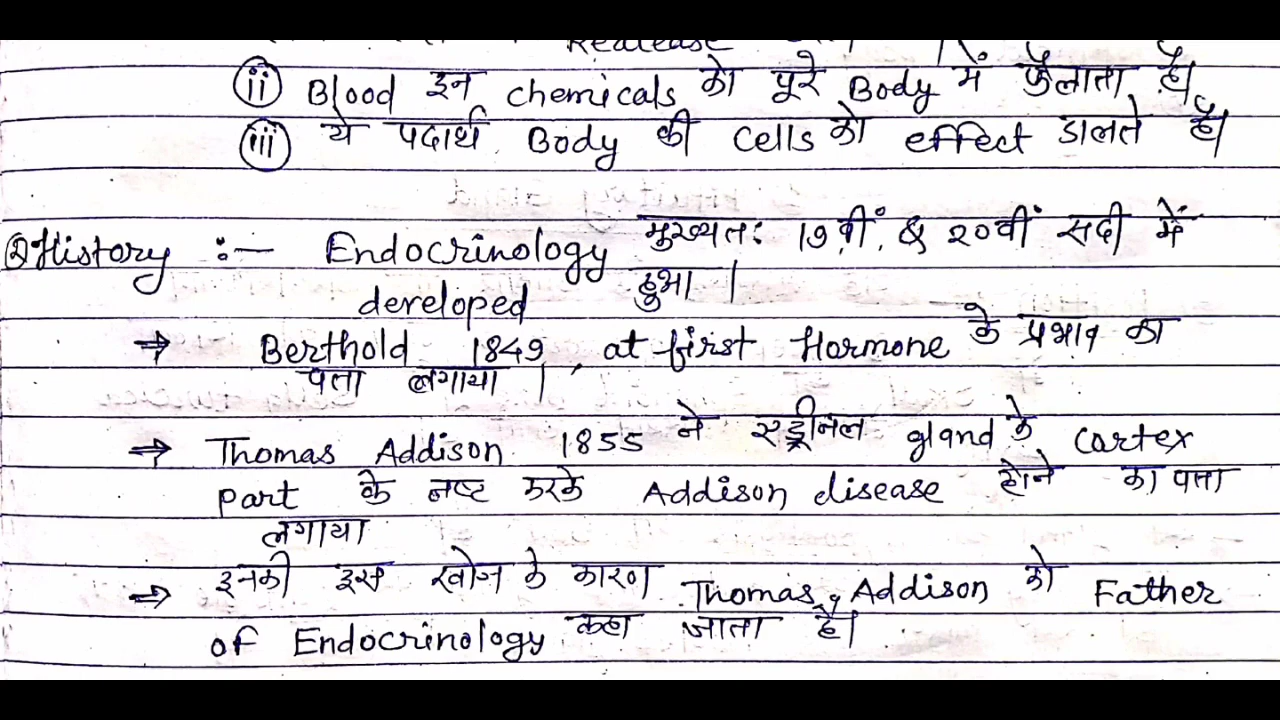 Realease
(ii) Blood इन chemicals को पूरे Body में फैलाता है।
(iii) ये पदार्थ Body की cells को effect डालते है।
② History :- Endocrinology मुख्यतः 19वीं & 20वीं सदी में
dereloped हुआ।
⇒ Berthold 1849, at first Hormone के प्रभाव का
पता लगाया।
⇒ Thomas Addison 1855 ने एड्रीनल gland के cortex
part के नष्ट करके Addison disease होने का पता
लगाया
⇒ इनकी इस खोज के कारण Thomas Addison को Father
of Endocrinology कहा जाता है।